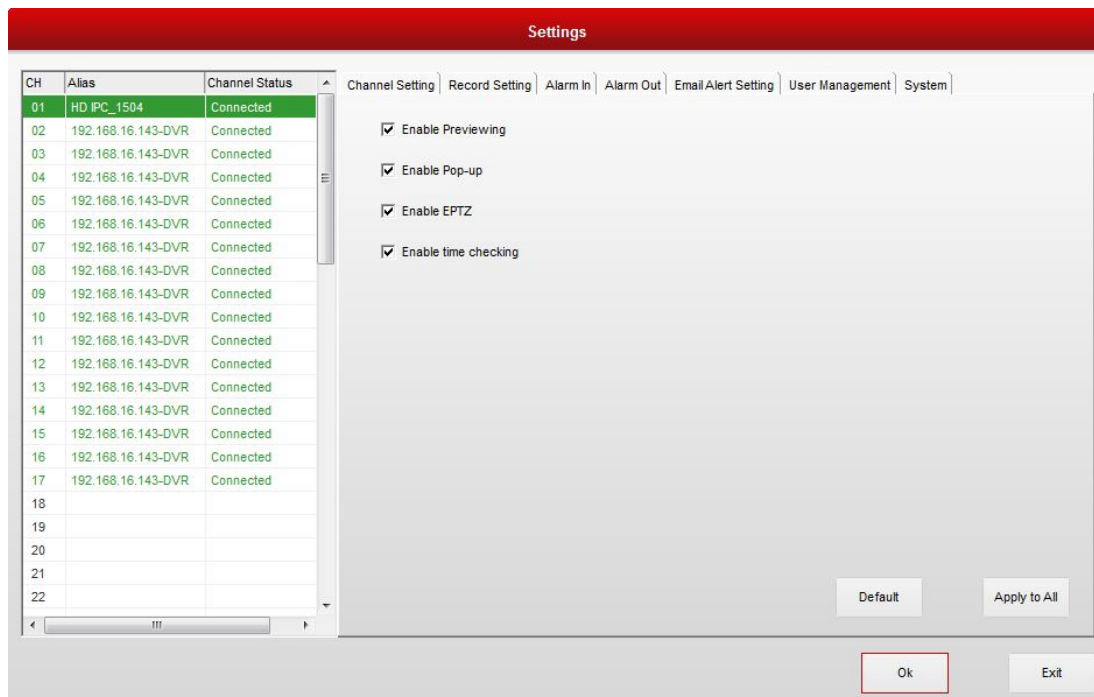 Settings
CH Alias Channel Status
Channel Setting Record Setting Alarm In Alarm Out Email Alert Setting User Management System
01 HD IPC_1504 Connected
02 192.168.16.143-DVR Connected
03 192.168.16.143-DVR Connected
04 192.168.16.143-DVR Connected
05 192.168.16.143-DVR Connected
06 192.168.16.143-DVR Connected
07 192.168.16.143-DVR Connected
08 192.168.16.143-DVR Connected
09 192.168.16.143-DVR Connected
10 192.168.16.143-DVR Connected
11 192.168.16.143-DVR Connected
12 192.168.16.143-DVR Connected
13 192.168.16.143-DVR Connected
14 192.168.16.143-DVR Connected
15 192.168.16.143-DVR Connected
16 192.168.16.143-DVR Connected
17 192.168.16.143-DVR Connected
18
19
20
21
22
Enable Previewing
Enable Pop-up
Enable EPTZ
Enable time checking
Default Apply to All
Ok Exit